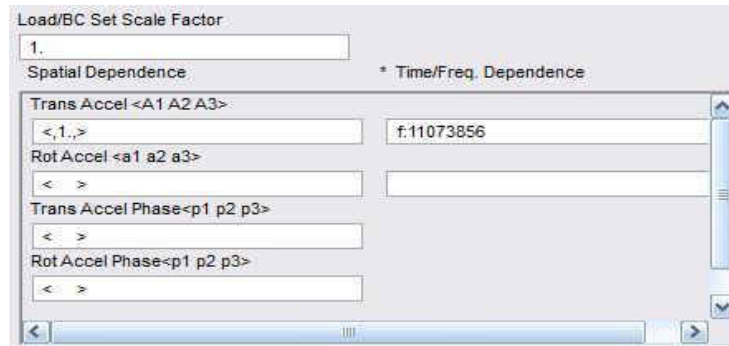 Load/BC Set Scale Factor
1.
Spatial Dependence * Time/Freq. Dependence
Trans Accel <A1 A2 A3>
<,1.,> f:11073856
Rot Accel <a1 a2 a3>
< >
Trans Accel Phase<p1 p2 p3>
< >
Rot Accel Phase<p1 p2 p3>
< >